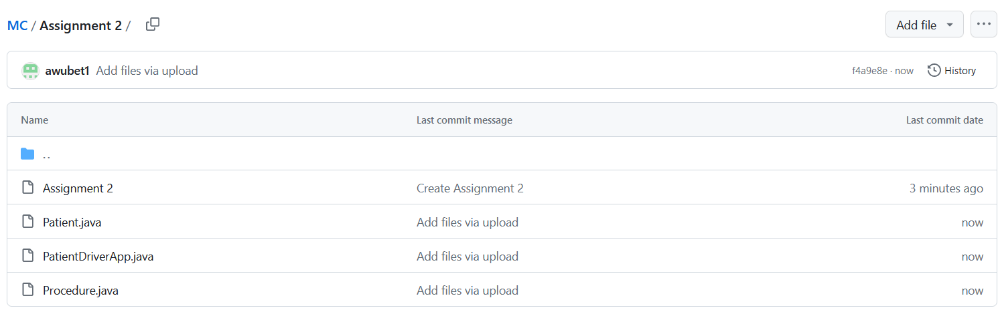 MC / Assignment 2 /
Add file
...
awubet1 Add files via upload
f4a9e8e · now
History
Name Last commit message Last commit date
..
Assignment 2 Create Assignment 2 3 minutes ago
Patient.java Add files via upload now
PatientDriverApp.java Add files via upload now
Procedure.java Add files via upload now